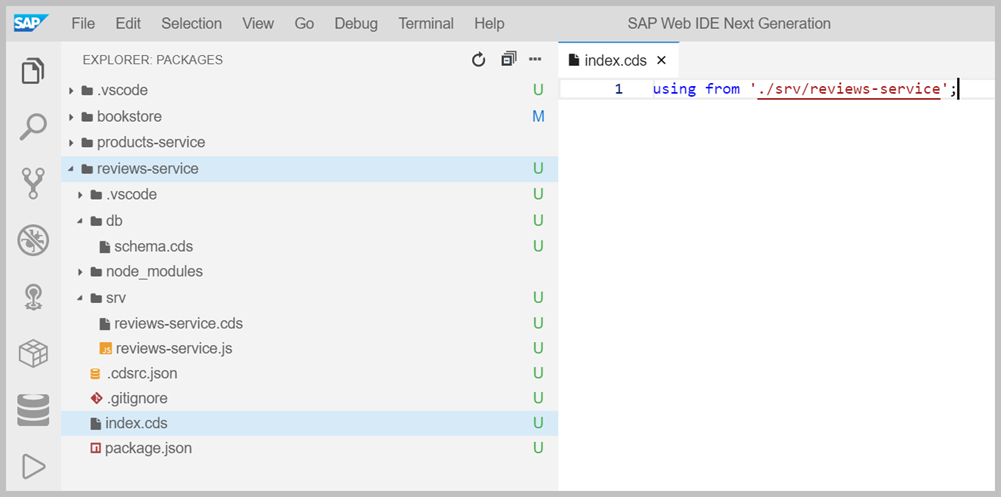 SAP File Edit Selection View Go Debug Terminal Help SAP Web IDE Next Generation
EXPLORER: PACKAGES
index.cds ×
.vscode U
1 using from './srv/reviews-service';
bookstore M
products-service
reviews-service U
.vscode U
db U
schema.cds U
node_modules
srv U
reviews-service.cds U
JS reviews-service.js U
.cdsrc.json U
.gitignore U
index.cds U
package.json U